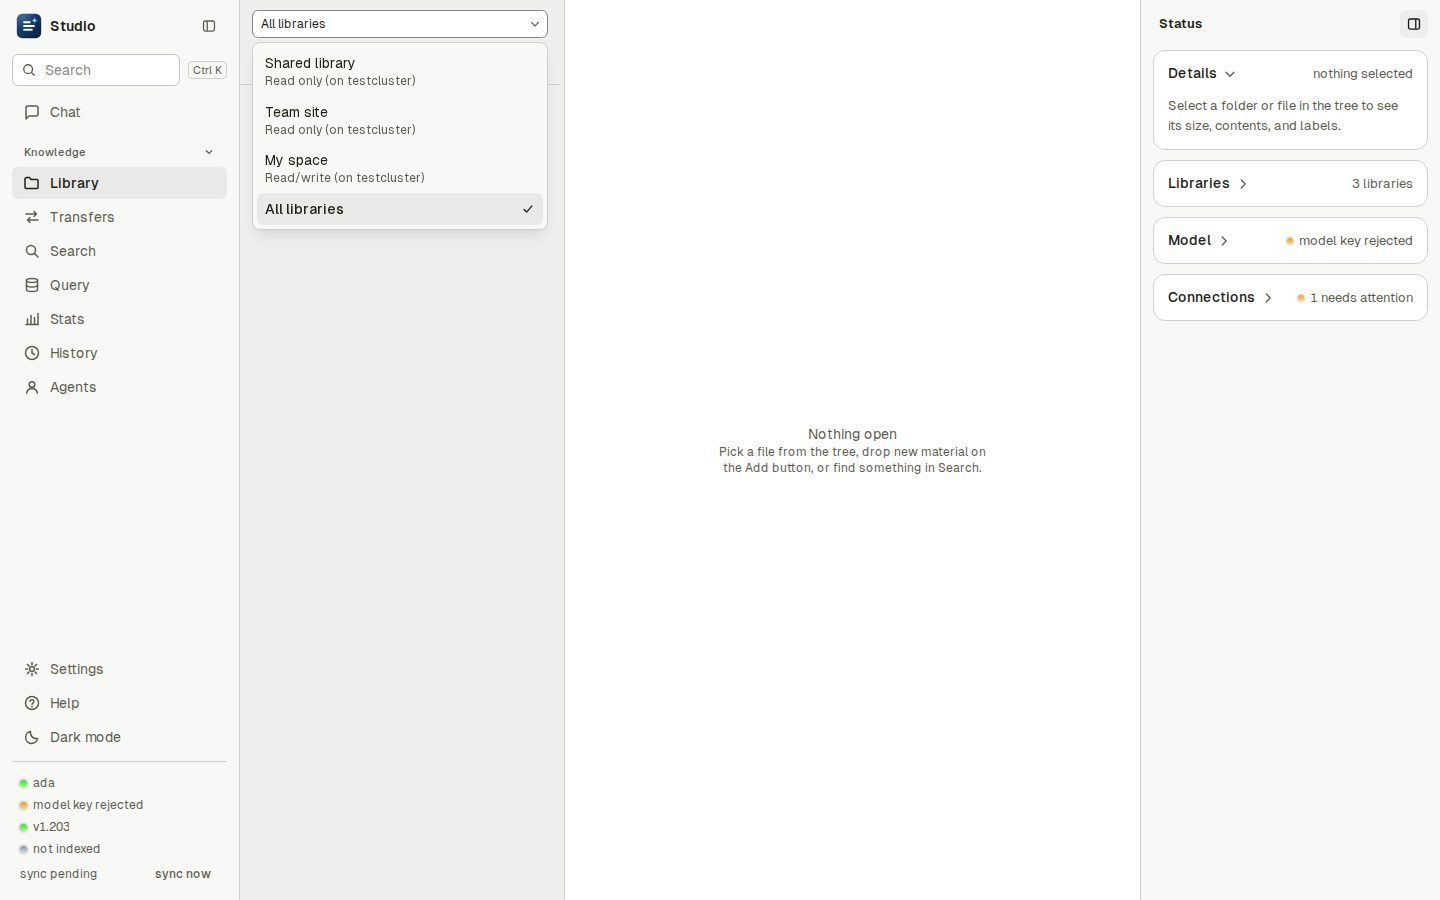 Studio
Search
Ctrl K
Chat
Knowledge
Library
Transfers
Search
Query
Stats
History
Agents
Settings
Help
Dark mode
ada
model key rejected
v1.203
not indexed
sync pending
sync now
All libraries
Shared library
Read only (on testcluster)
Team site
Read only (on testcluster)
My space
Read/write (on testcluster)
All libraries
Nothing open
Pick a file from the tree, drop new material on
the Add button, or find something in Search.
Status
Details
nothing selected
Select a folder or file in the tree to see
its size, contents, and labels.
Libraries
3 libraries
Model
model key rejected
Connections
1 needs attention